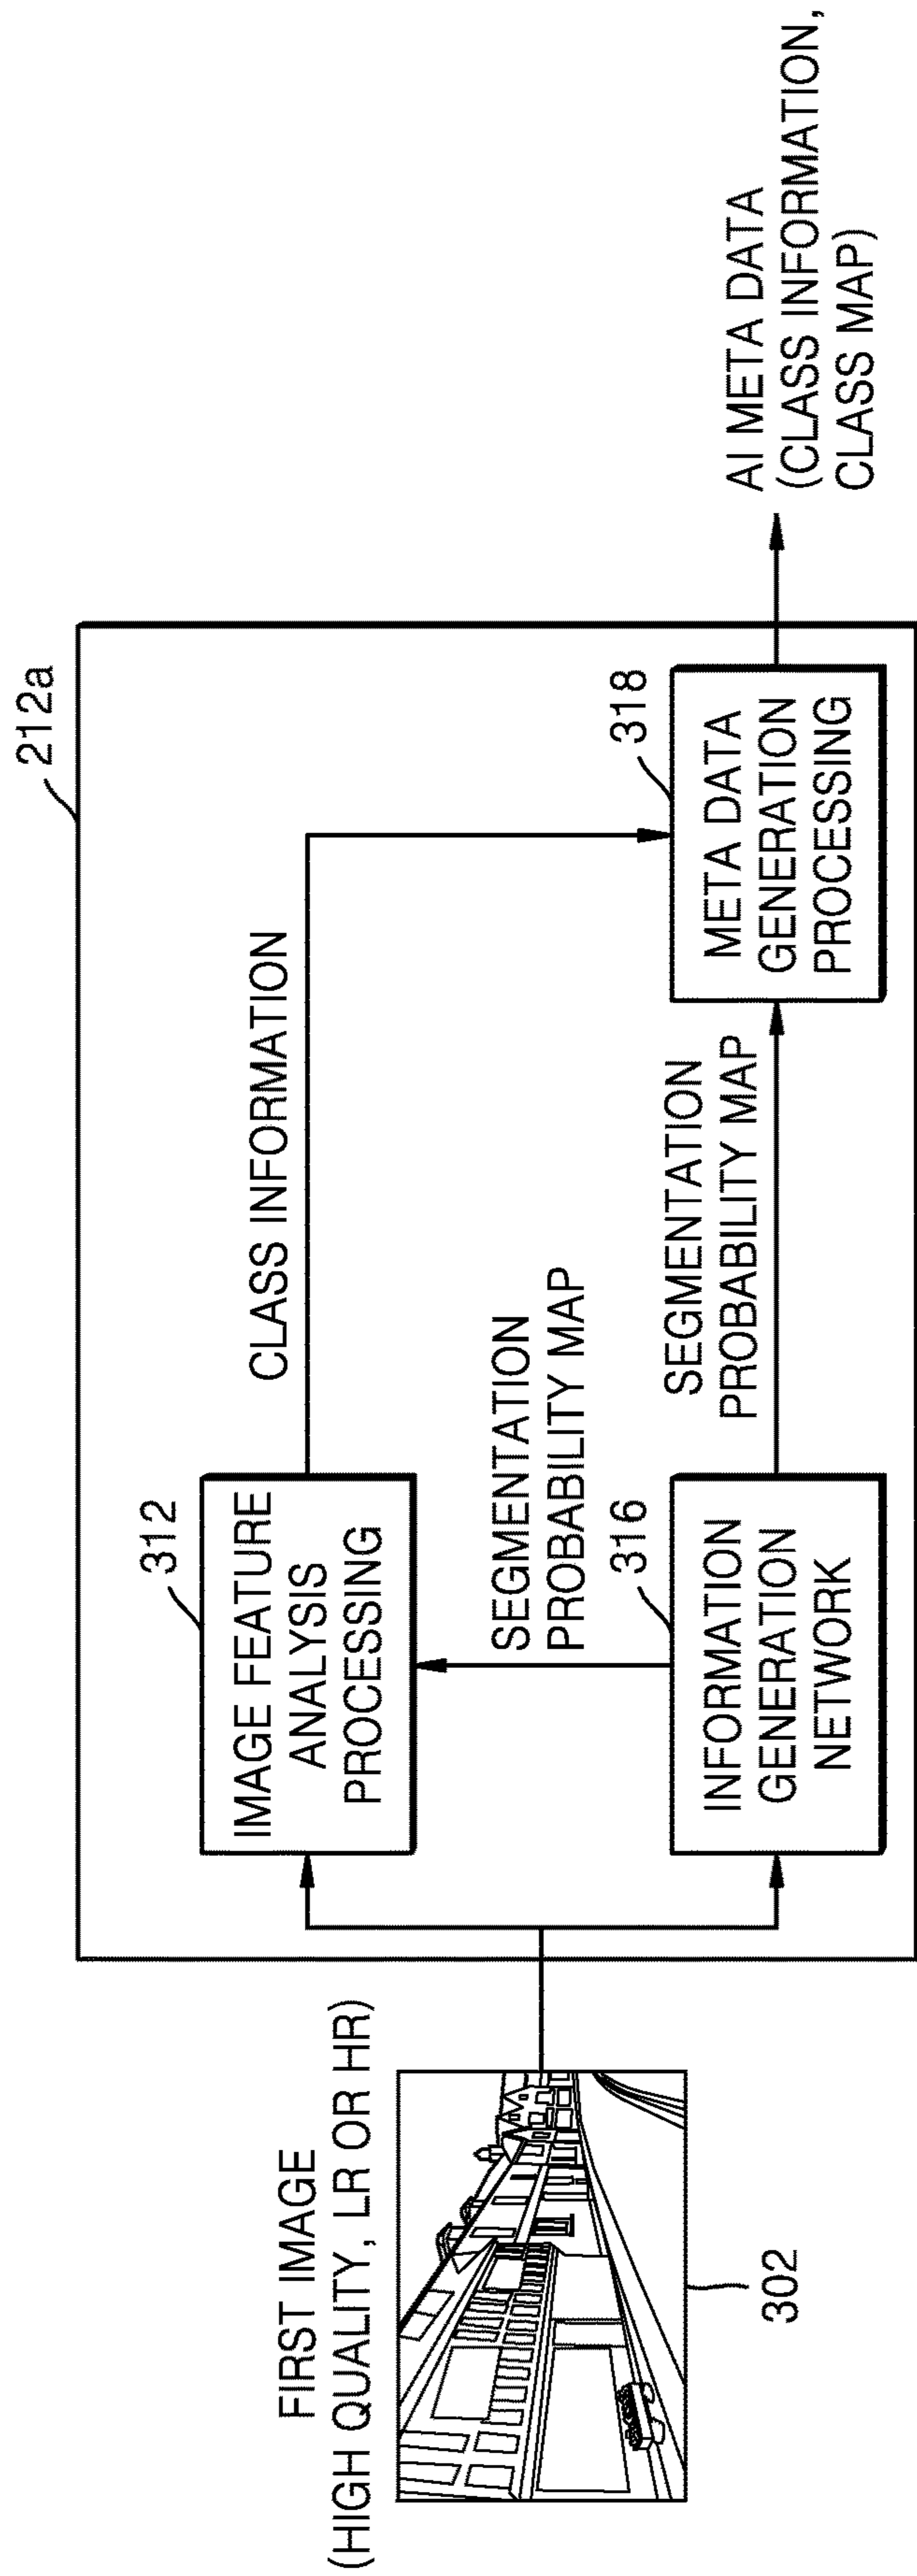 FIRST IMAGE
(HIGH QUALITY, LR OR HR)
302
212a
312
IMAGE FEATURE
ANALYSIS
PROCESSING
CLASS INFORMATION
SEGMENTATION
PROBABILITY MAP
316
INFORMATION
GENERATION
NETWORK
SEGMENTATION
PROBABILITY MAP
318
META DATA
GENERATION
PROCESSING
AI META DATA
(CLASS INFORMATION,
CLASS MAP)